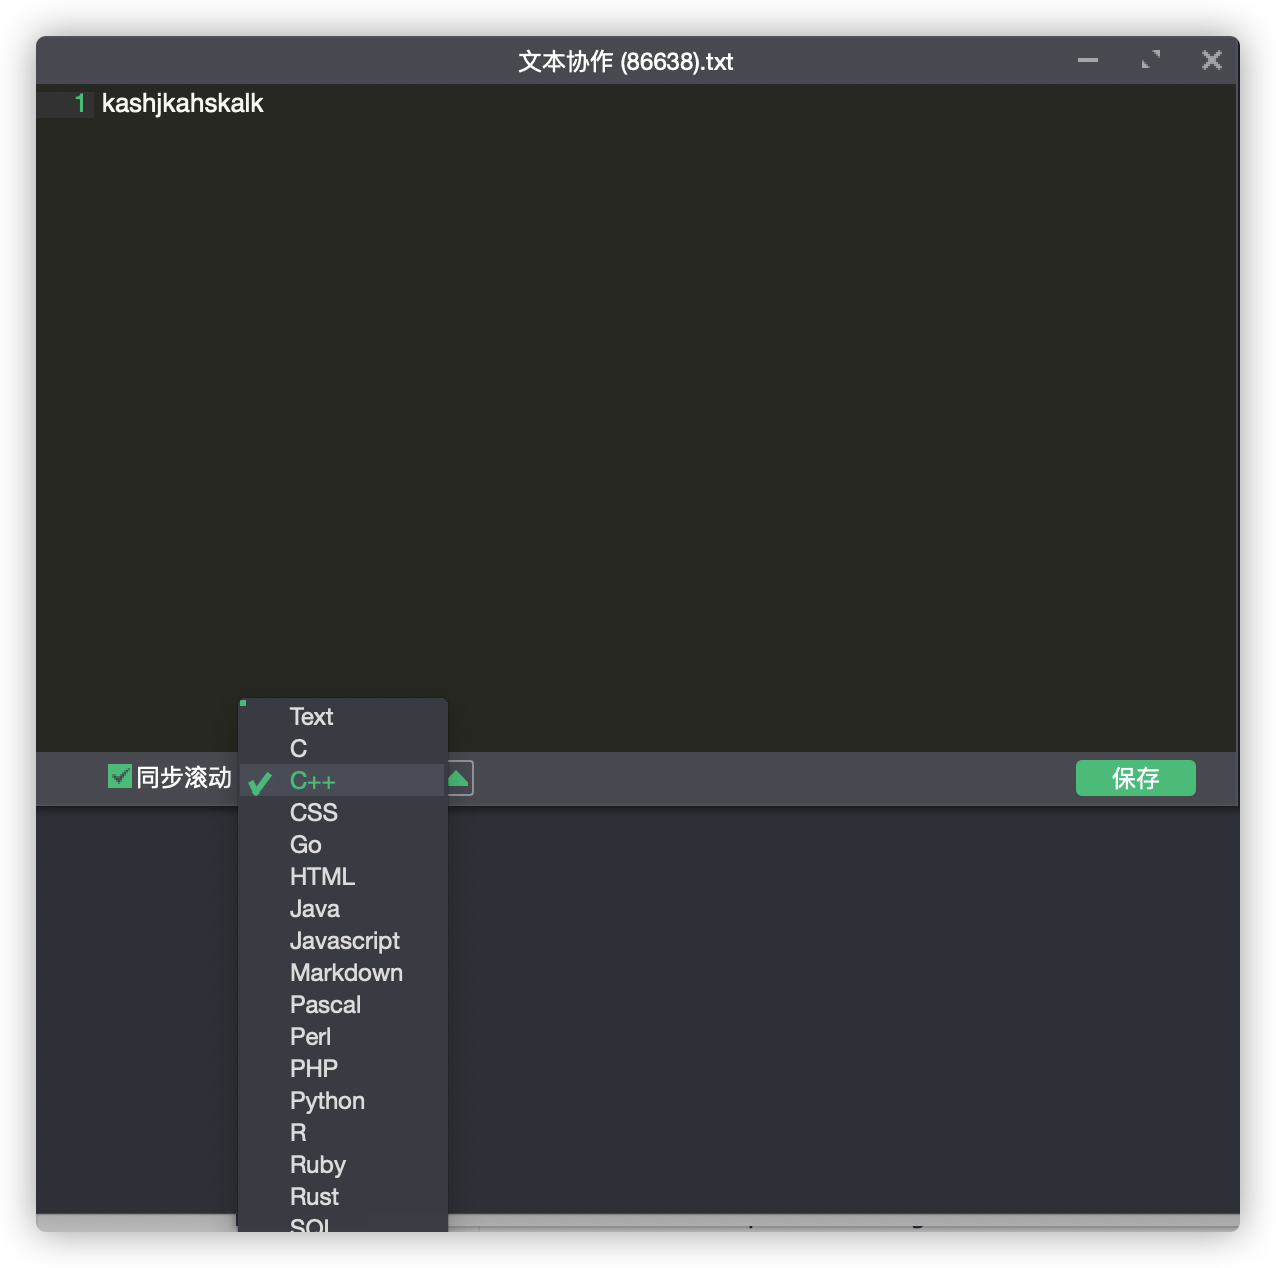 文本协作 (86638).txt
1 kashjkahskalk
同步滚动
保存
Text
C
C++
CSS
Go
HTML
Java
Javascript
Markdown
Pascal
Perl
PHP
Python
R
Ruby
Rust
SQL